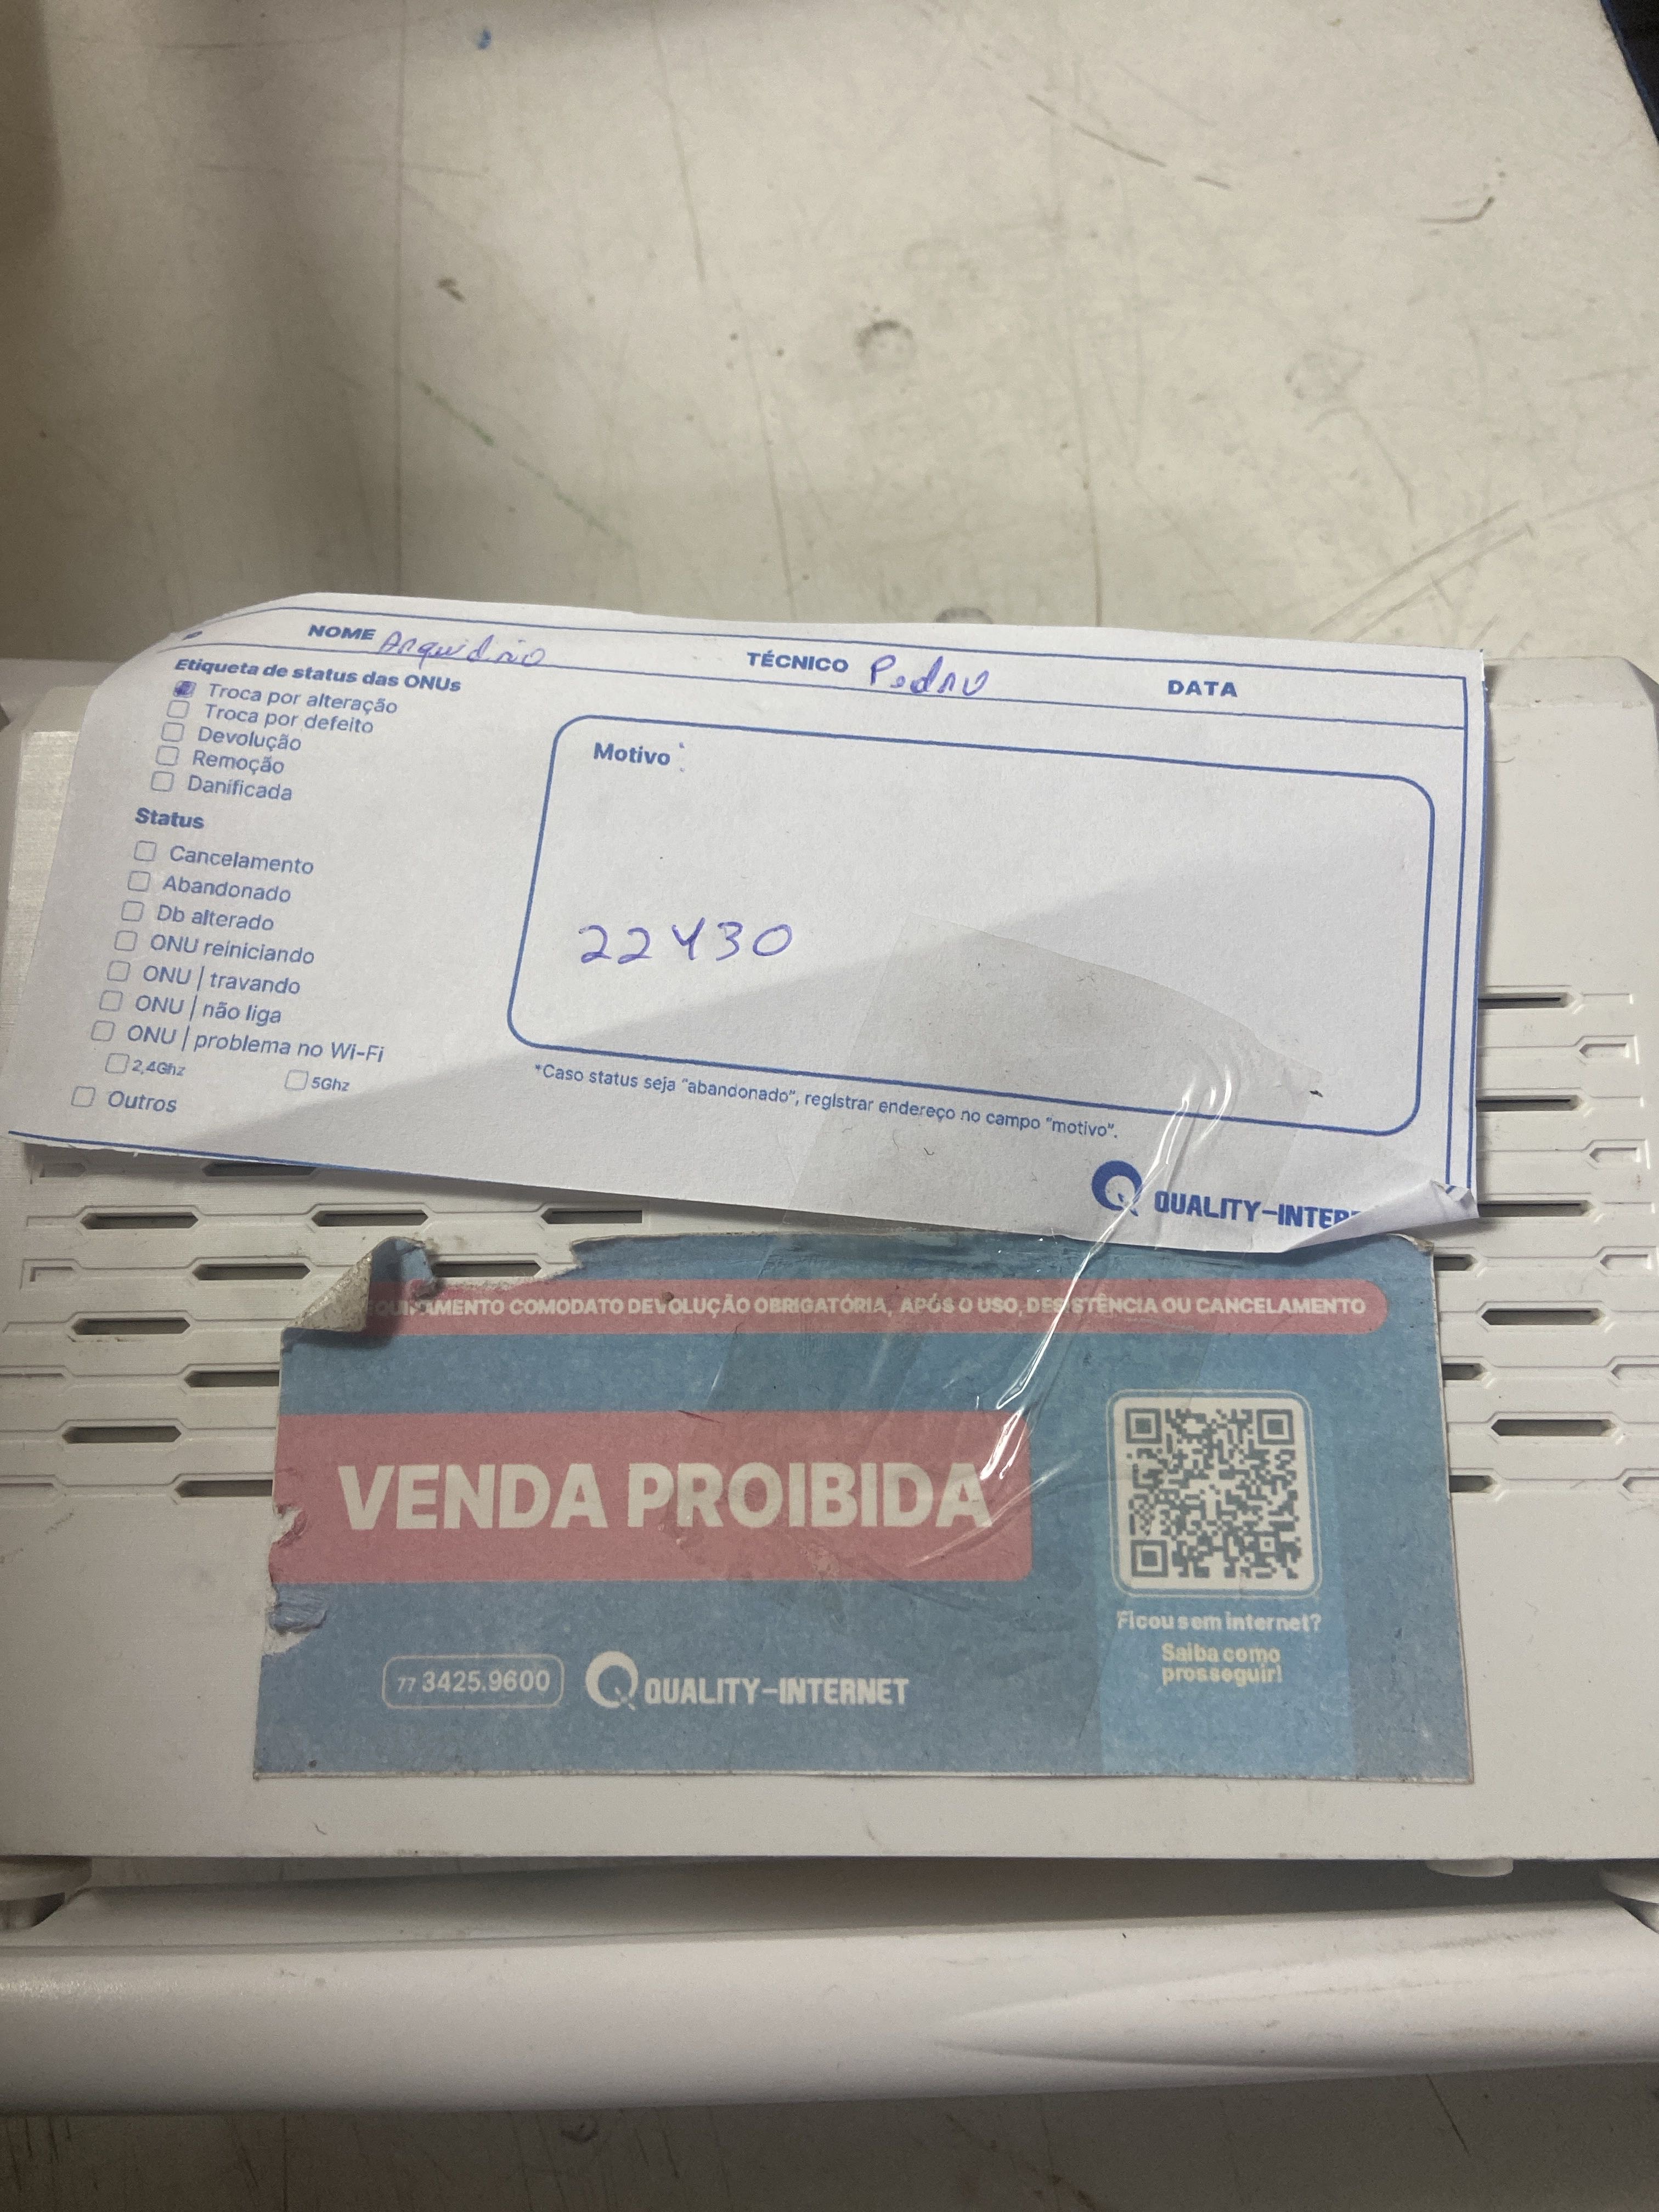 NOME Arquidino TÉCNICO Pedro DATA
Etiqueta de status das ONUs
Troca por alteração
Troca por defeito
Devolução
Remoção
Danificada
Status
Cancelamento
Abandonado
Db alterado
ONU reiniciando
ONU | travando
ONU | não liga
ONU | problema no Wi-Fi
2,4Ghz 5Ghz
Outros
Motivo :
22430
*Caso status seja "abandonado", registrar endereço no campo "motivo".
QUALITY-INTER
QUIPAMENTO COMODATO DEVOLUÇÃO OBRIGATÓRIA, APÓS O USO, DESISTÊNCIA OU CANCELAMENTO
VENDA PROIBIDA
Ficou sem internet?
Saiba como
prosseguir!
77 3425.9600 QUALITY-INTERNET